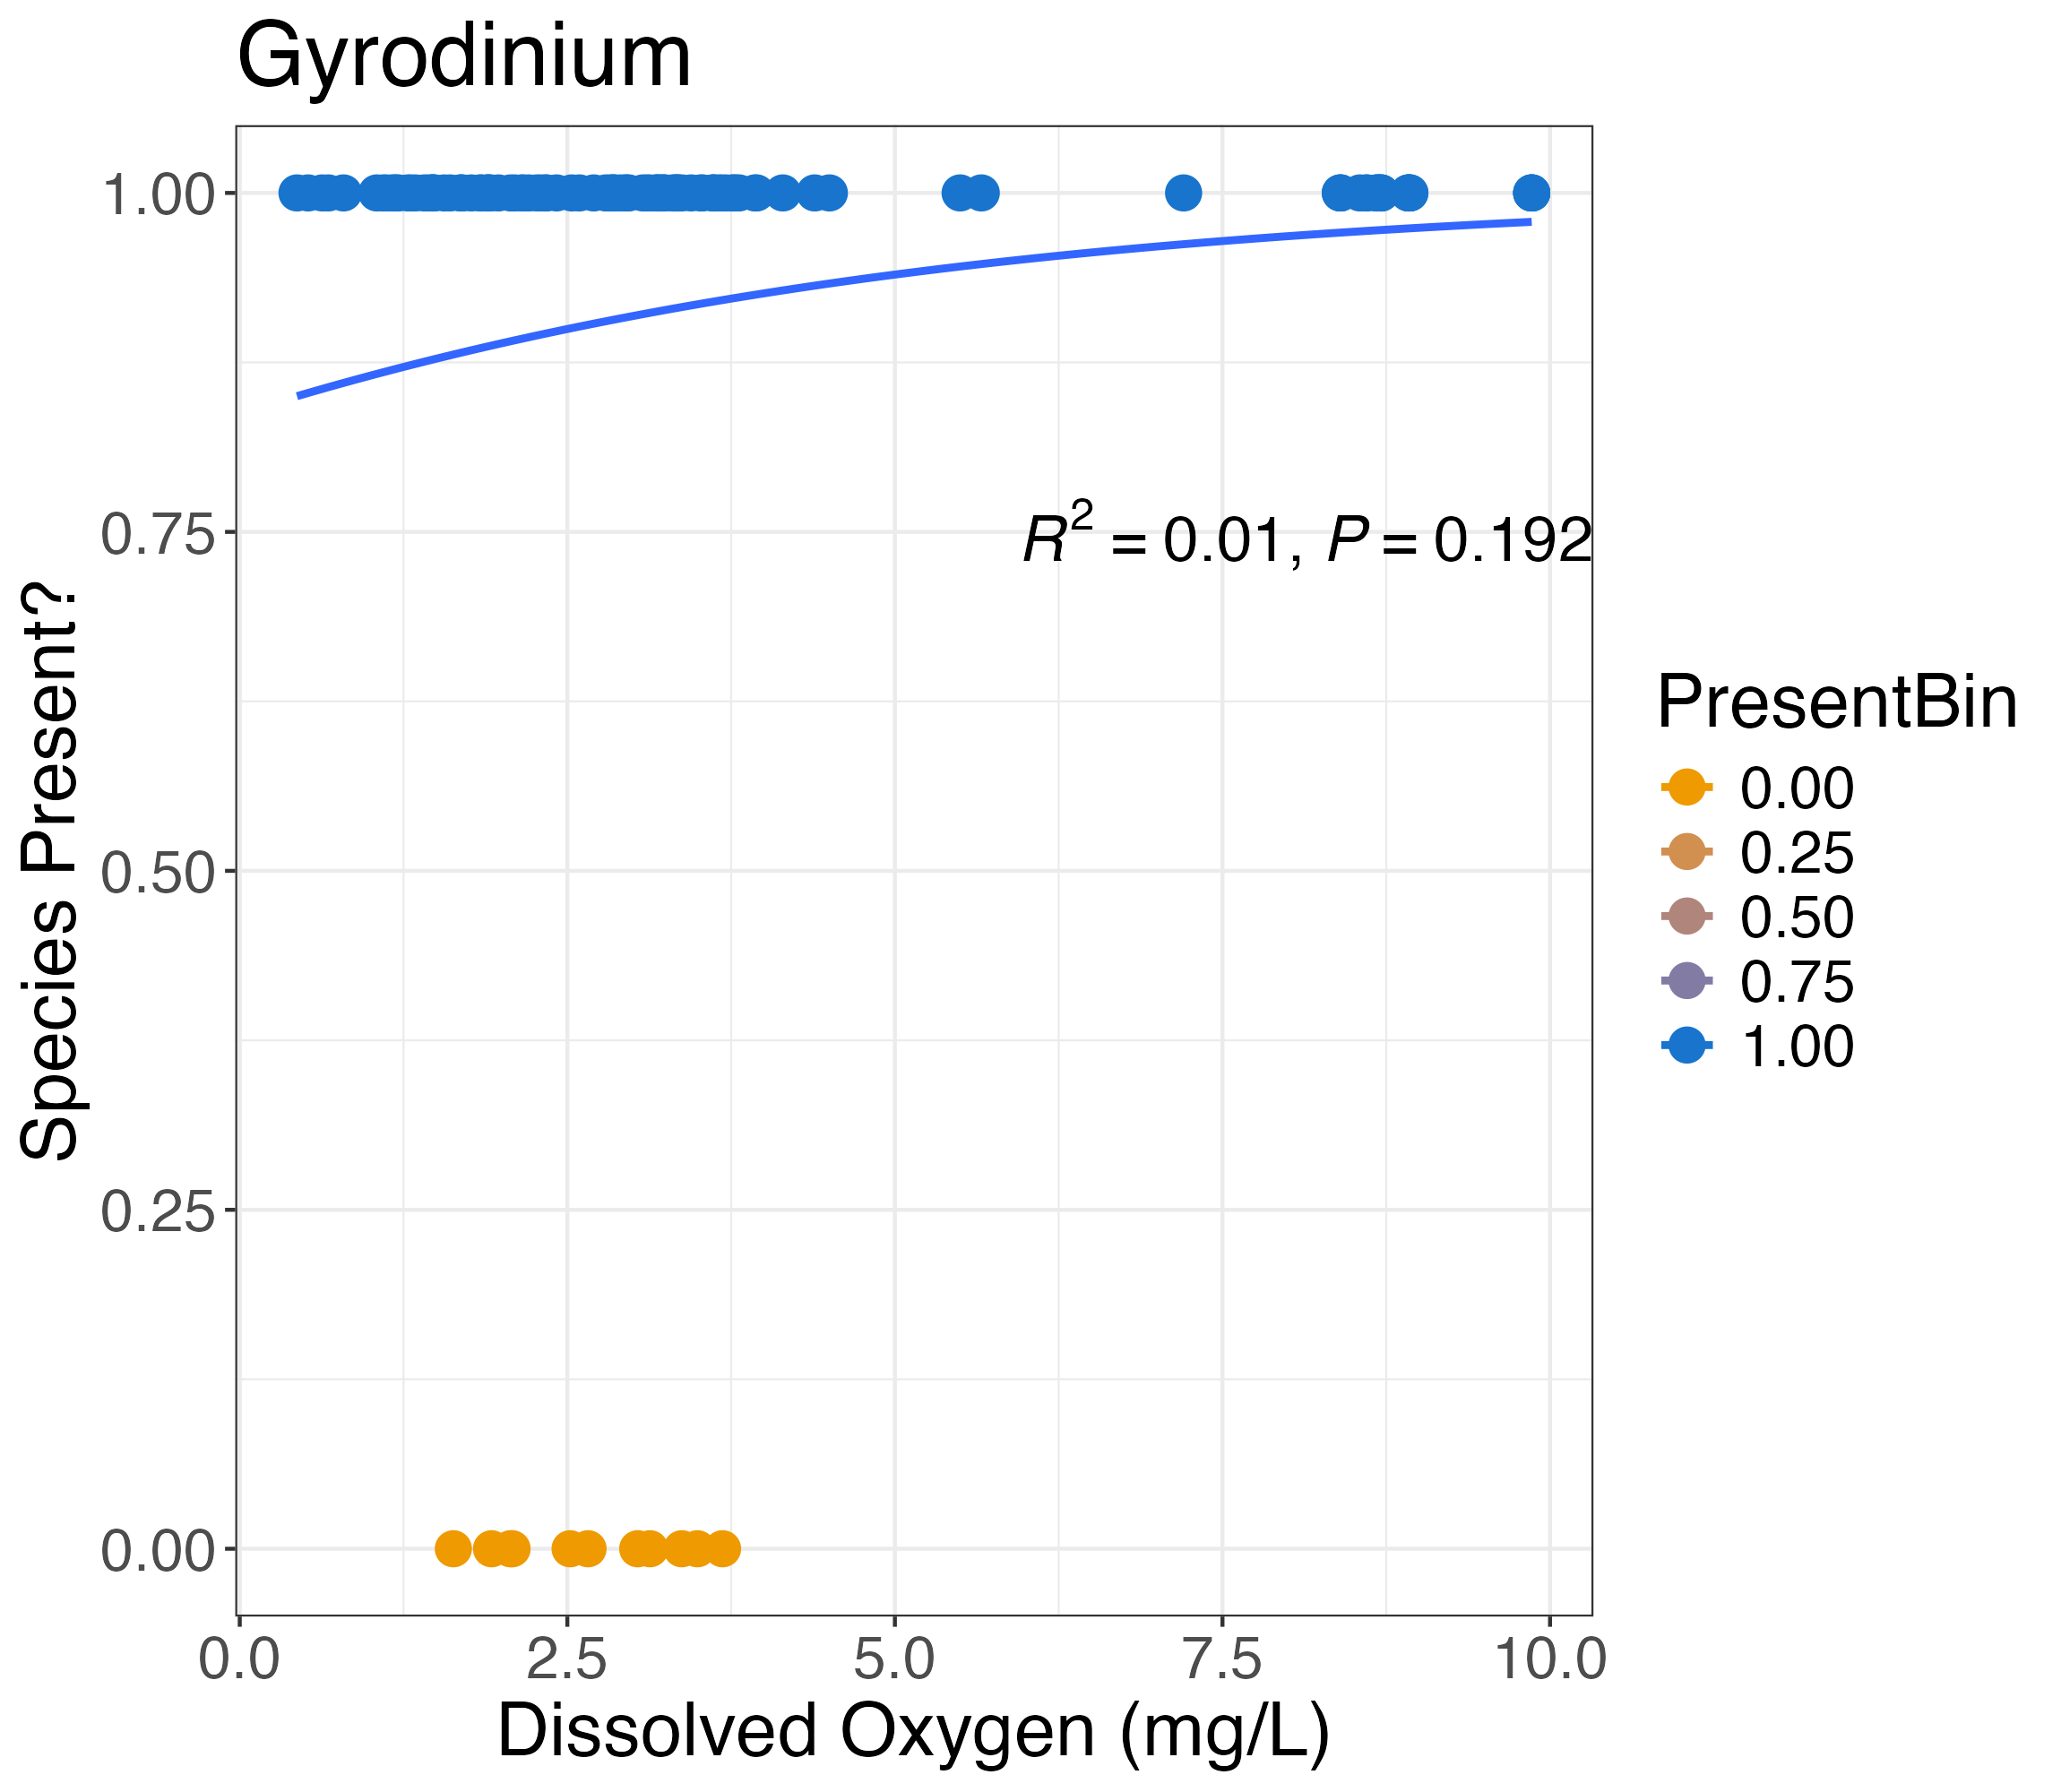 Gyrodinium
1.00
0.75
0.50
0.25
0.00
Species Present?
R² = 0.01, P = 0.192
0.0 2.5 5.0 7.5 10.0
Dissolved Oxygen (mg/L)
PresentBin
0.00
0.25
0.50
0.75
1.00